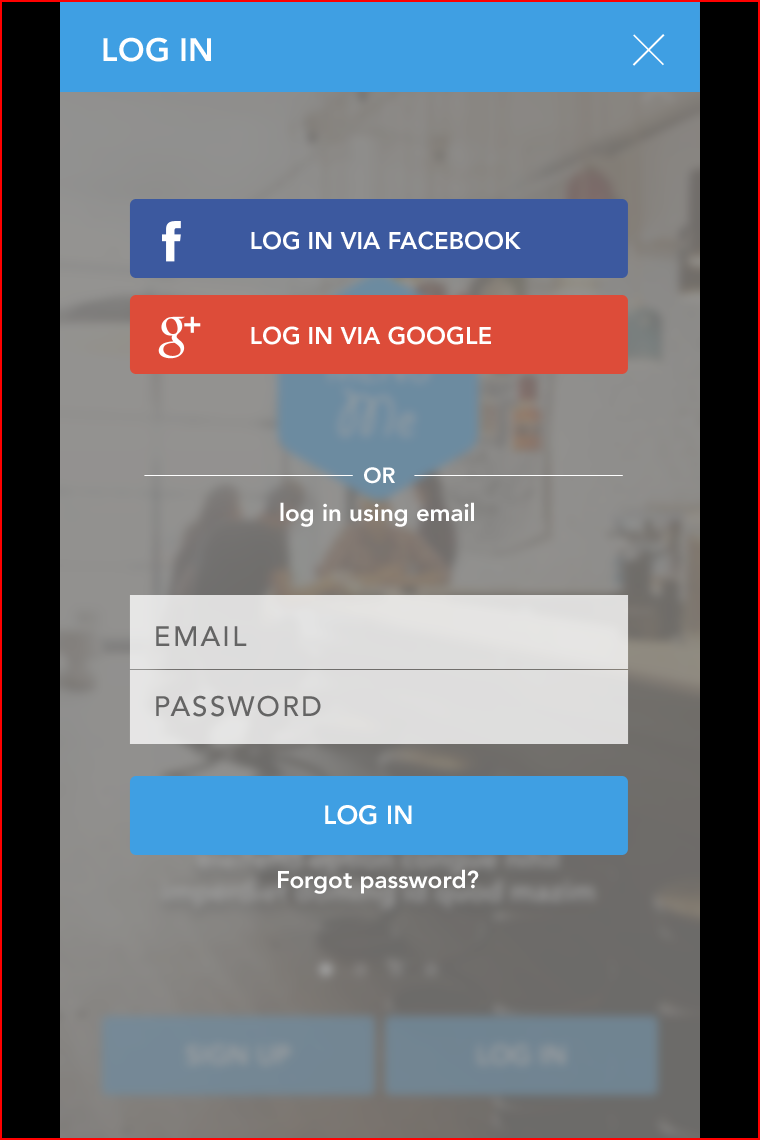 LOG IN
f LOG IN VIA FACEBOOK
g+ LOG IN VIA GOOGLE
Me
OR
log in using email
EMAIL
PASSWORD
LOG IN
Forgot password?
SIGN UP LOG IN